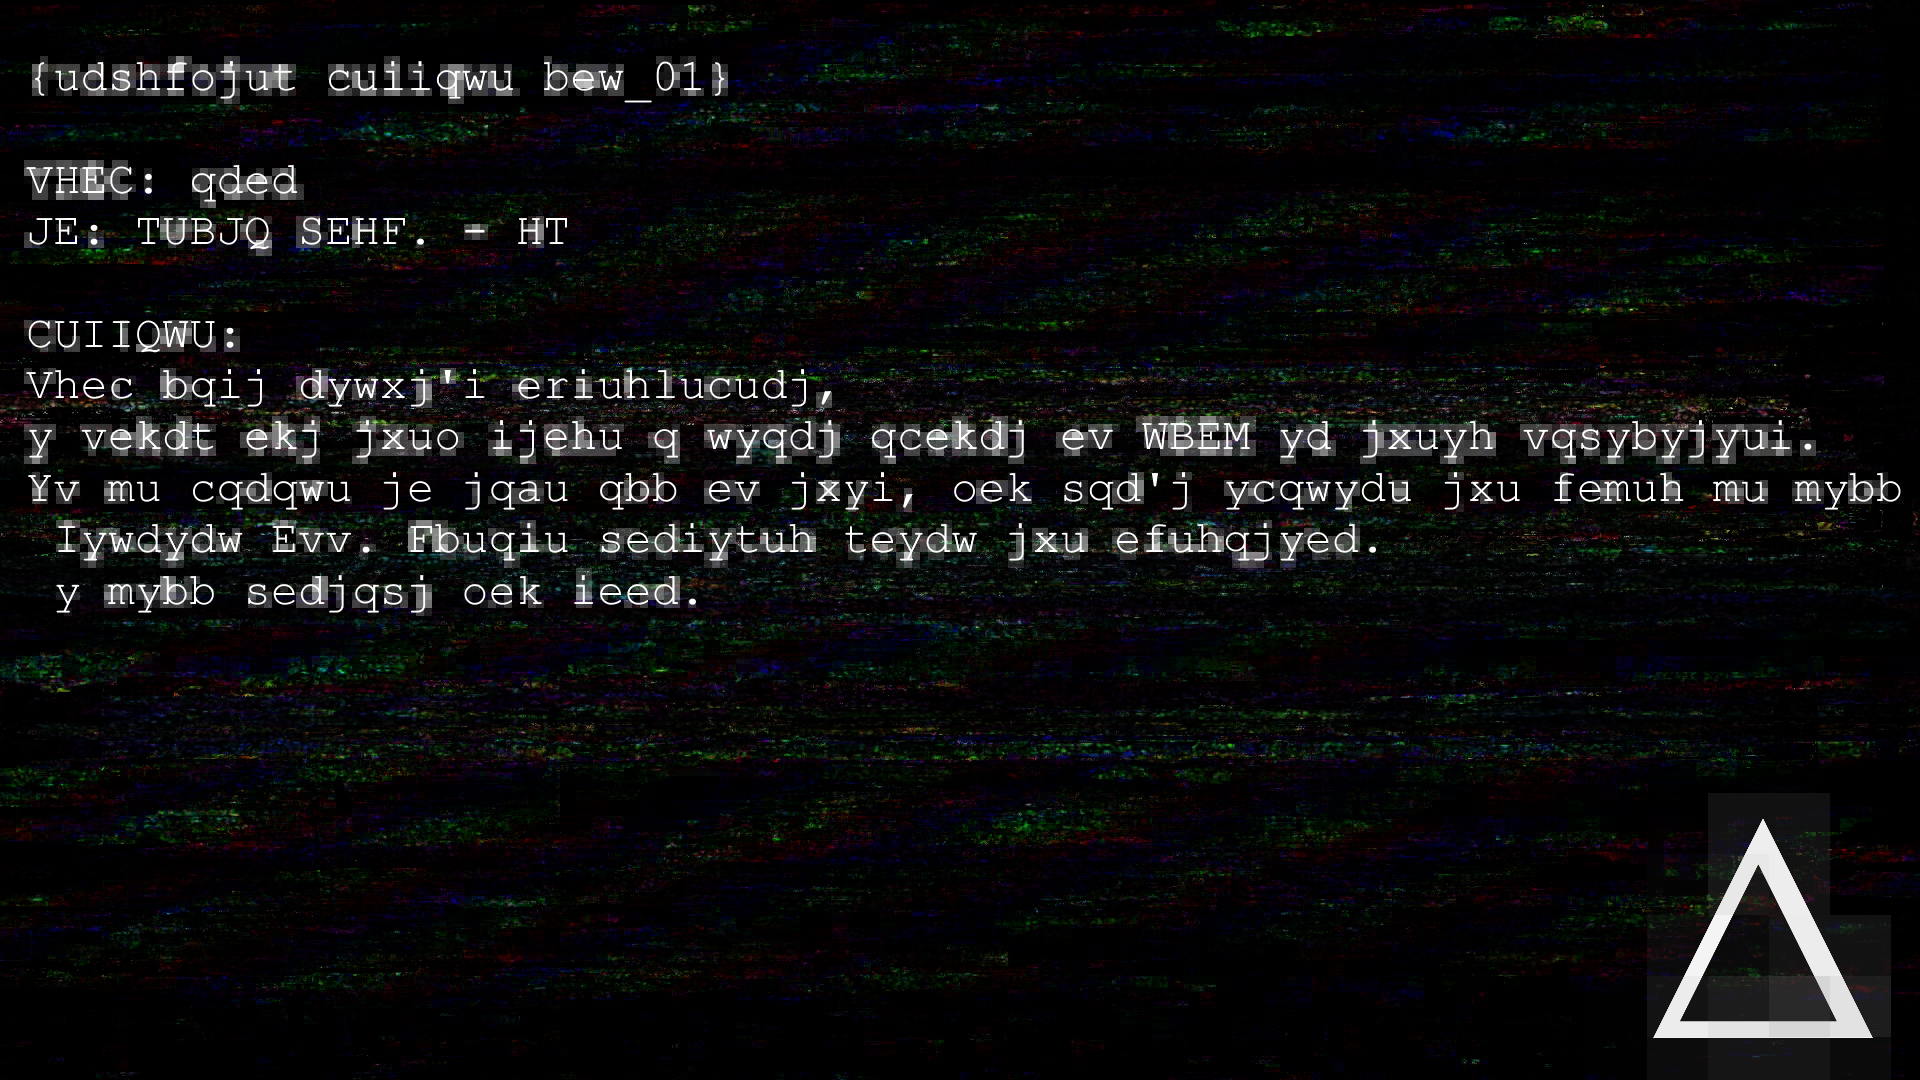 {udshfojut cuiiqwu bew_01}
VHEC: qded
JE: TUBJQ SEHF. - HT
CUIIQWU:
Vhec bqij dywxj'i eriuhlucudj,
y vekdt ekj jxuo ijehu q wyqdj qcekdj ev WBEM yd jxuyh vqsybyjyui.
Yv mu cqdqwu je jqau qbb ev jxyi, oek sqd'j ycqwydu jxu femuh mu mybb
Iywdydw Evv. Fbuqiu sediytuh teydw jxu efuhqjyed.
y mybb sedjqsj oek ieed.